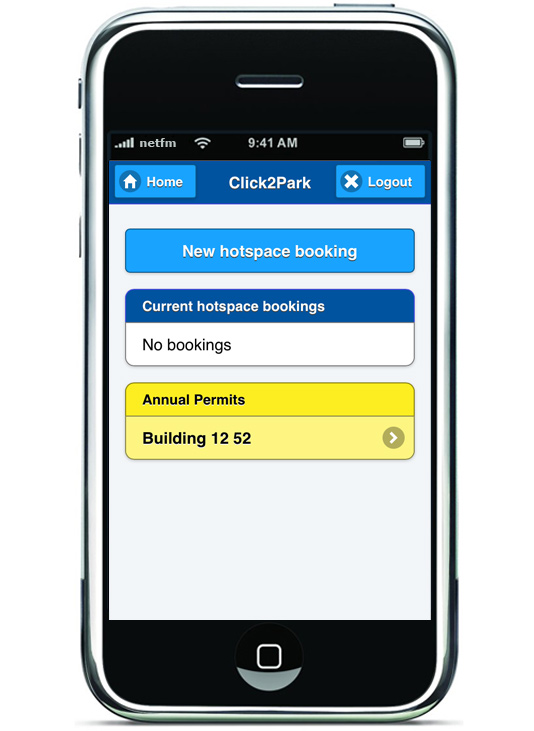 netfm 9:41 AM
Home Click2Park Logout
New hotspace booking
Current hotspace bookings
No bookings
Annual Permits
Building 12 52